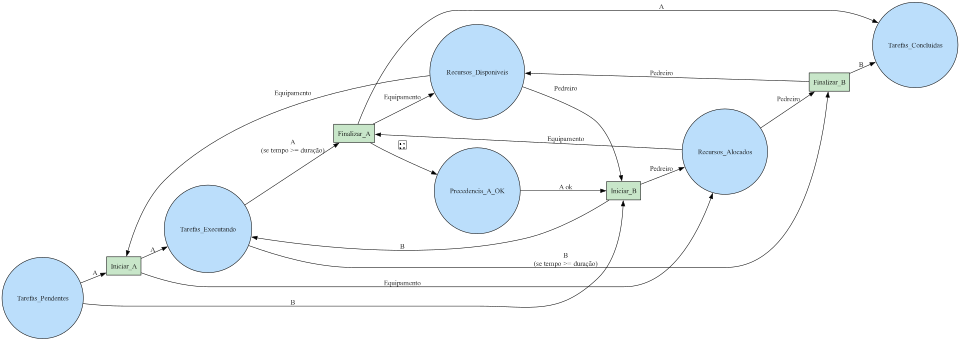 A
Tarefas_Concluidas
Recursos_Disponiveis
B
Pedreiro
Finalizar_B
Pedreiro
Equipamento
Equipamento
Pedreiro
Finalizar_A
Equipamento
A
(se tempo >= duração)
Recursos_Alocados
Pedreiro
Precedencia_A_OK
A ok
Iniciar_B
Tarefas_Executando
B
A
B
(se tempo >= duração)
Iniciar_A
A
Equipamento
Tarefas_Pendentes
B